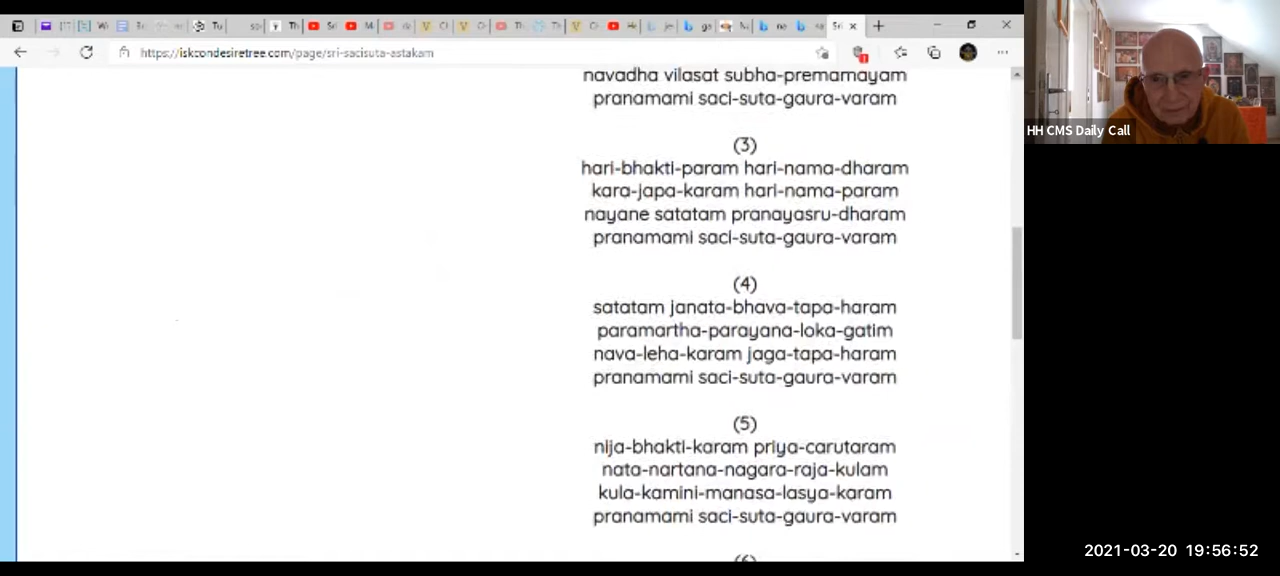 https://iskcondesiretree.com/page/sri-sacisuta-astakam
navadha vilasat subha-premamayam
pranamami saci-suta-gaura-varam
(3)
hari-bhakti-param hari-nama-dharam
kara-japa-karam hari-nama-param
nayane satatam pranayasru-dharam
pranamami saci-suta-gaura-varam
(4)
satatam janata-bhava-tapa-haram
paramartha-parayana-loka-gatim
nava-leha-karam jaga-tapa-haram
pranamami saci-suta-gaura-varam
(5)
nija-bhakti-karam priya-carutaram
nata-nartana-nagara-raja-kulam
kula-kamini-manasa-lasya-karam
pranamami saci-suta-gaura-varam
HH CMS Daily Call
2021-03-20 19:56:52